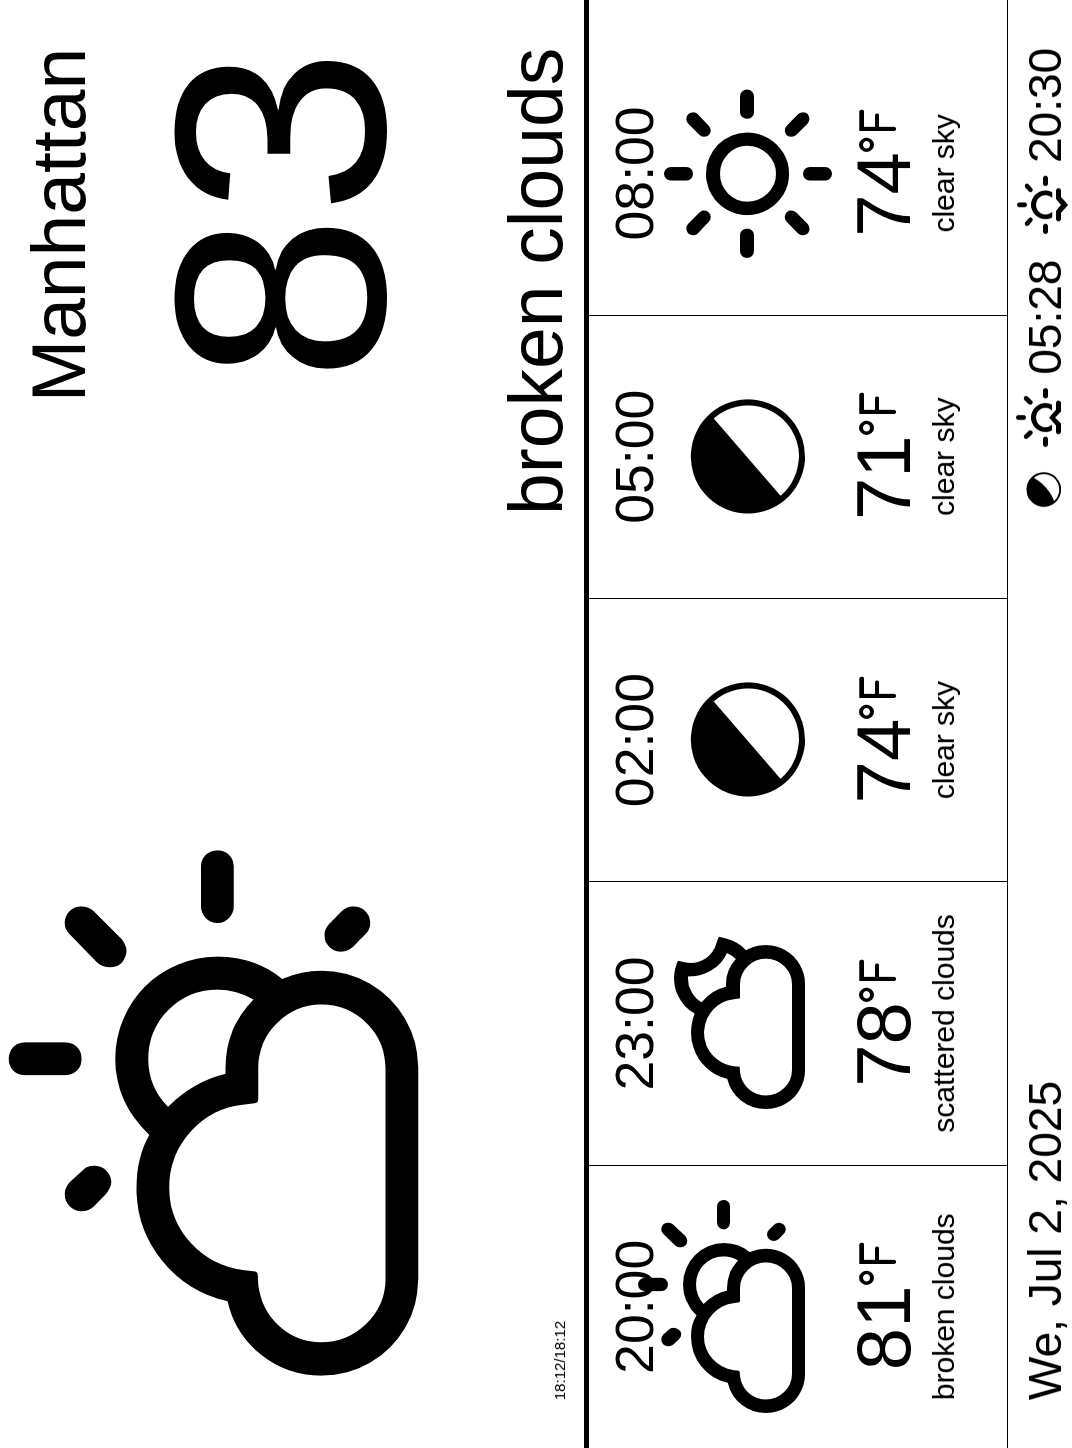 Manhattan
83
broken clouds
18:12/18:12
20:00 23:00 02:00 05:00 08:00
81°F 78°F 74°F 71°F 74°F
broken clouds scattered clouds clear sky clear sky clear sky
We, Jul 2, 2025 05:28 20:30